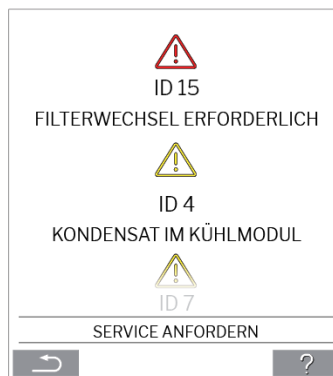 ID 15
FILTERWECHSEL ERFORDERLICH
ID 4
KONDENSAT IM KÜHLMODUL
ID 7
SERVICE ANFORDERN
?